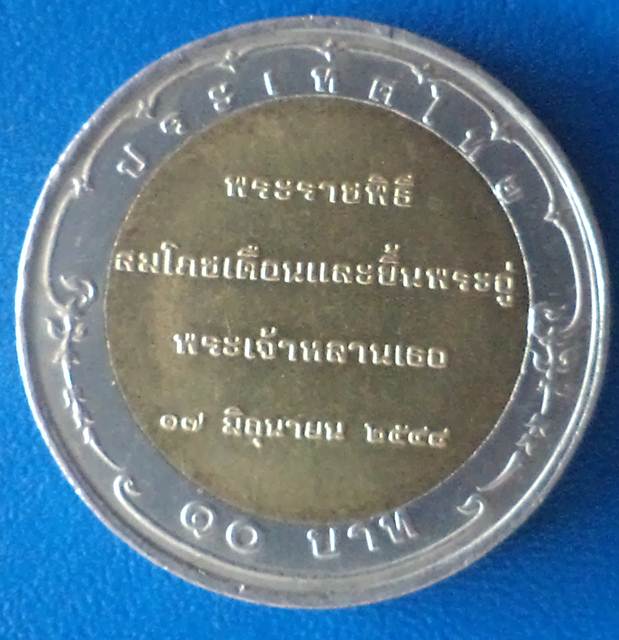 ประเทศไทย
พระราชพิธี
สมโภชเดือนและขึ้นพระอู่
พระเจ้าหลานเธอ
๑๗ มิถุนายน ๒๕๔๔
๑๐ บาท